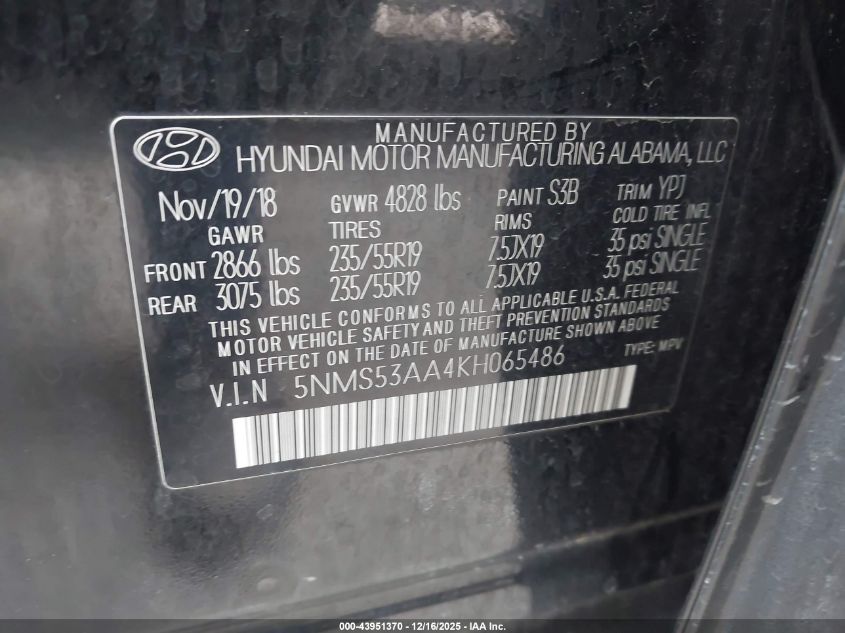 MANUFACTURED BY
HYUNDAI MOTOR MANUFACTURING ALABAMA, LLC
Nov/19/18 GVWR 4828 lbs PAINT S3B TRIM YPJ
GAWR TIRES RIMS COLD TIRE INFL
FRONT 2866 lbs 235/55R19 7.5JX19 35 psi SINGLE
REAR 3075 lbs 235/55R19 7.5JX19 35 psi SINGLE
THIS VEHICLE CONFORMS TO ALL APPLICABLE U.S.A. FEDERAL
MOTOR VEHICLE SAFETY AND THEFT PREVENTION STANDARDS
IN EFFECT ON THE DATE OF MANUFACTURE SHOWN ABOVE
V.I.N 5NMS53AA4KH065486 TYPE: MPV
000-43951370 - 12/16/2025 - IAA Inc.